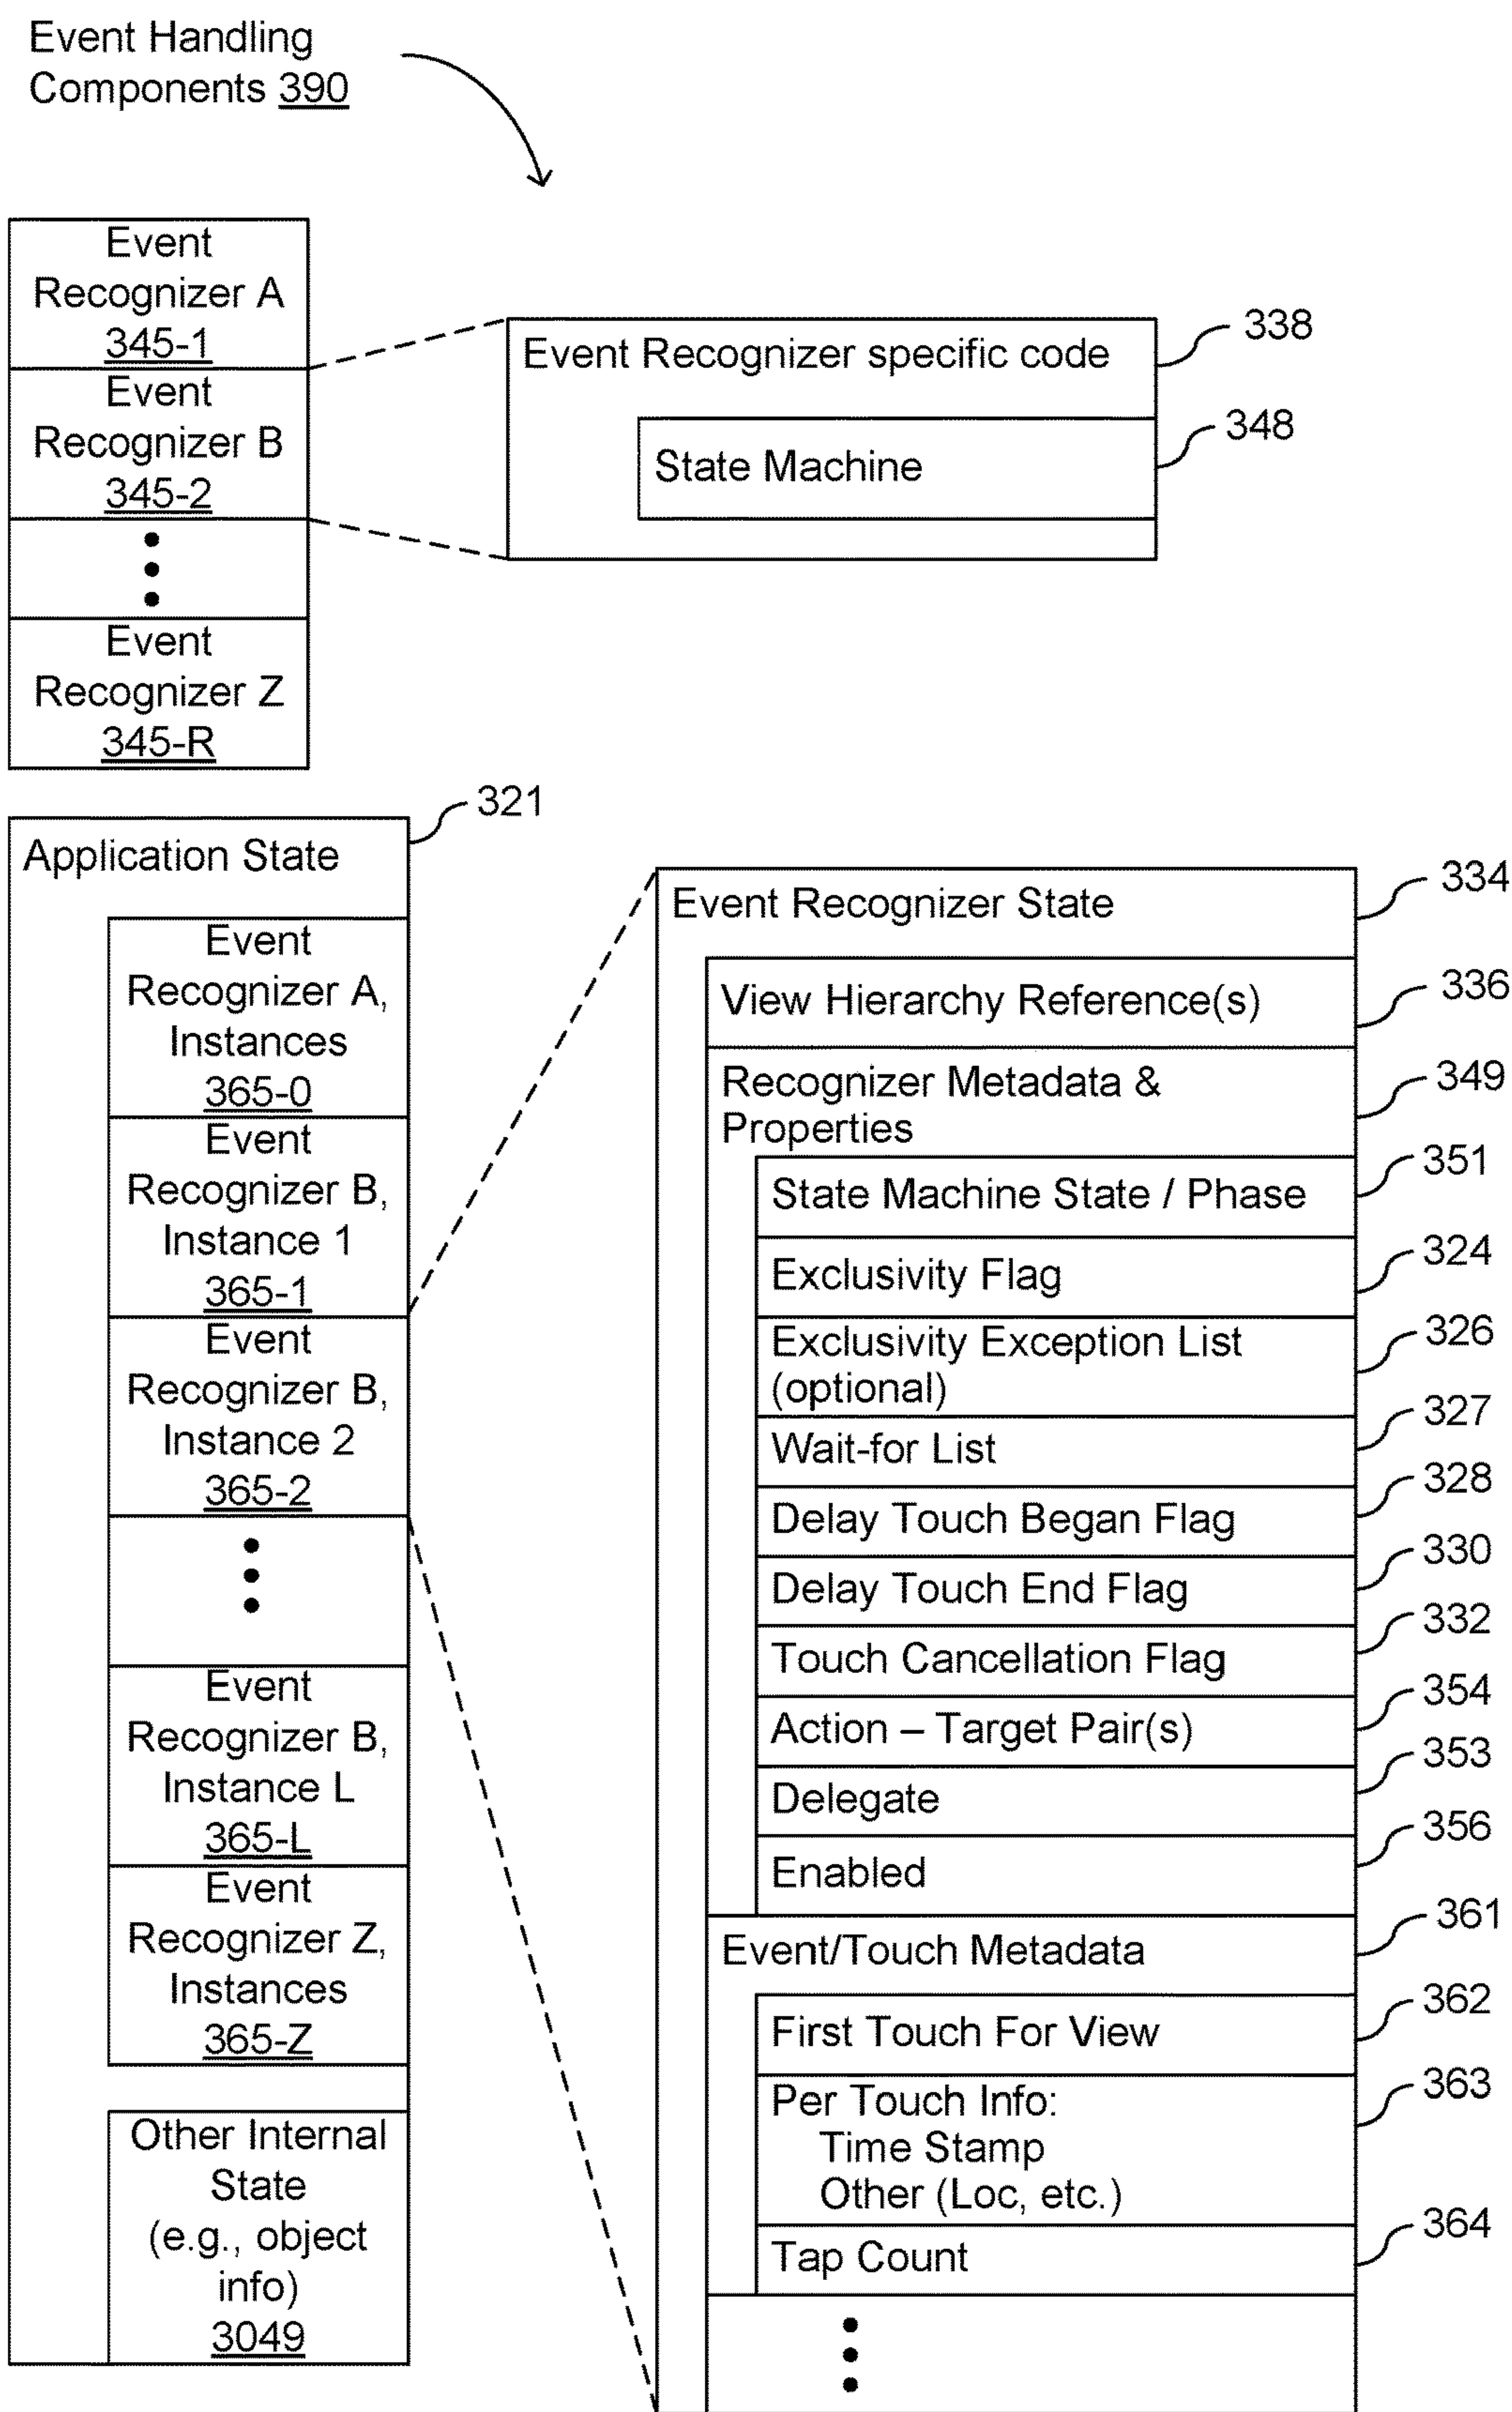 Event Handling
Components 390
Event
Recognizer A
345-1
Event
Recognizer B
345-2
Event
Recognizer Z
345-R
Event Recognizer specific code
338
State Machine
348
Application State
321
Event
Recognizer A,
Instances
365-0
Event
Recognizer B,
Instance 1
365-1
Event
Recognizer B,
Instance 2
365-2
Event
Recognizer B,
Instance L
365-L
Event
Recognizer Z,
Instances
365-Z
Other Internal
State
(e.g., object
info)
3049
Event Recognizer State
334
View Hierarchy Reference(s)
336
Recognizer Metadata &
Properties
349
State Machine State / Phase
351
Exclusivity Flag
324
Exclusivity Exception List
(optional)
326
Wait-for List
327
Delay Touch Began Flag
328
Delay Touch End Flag
330
Touch Cancellation Flag
332
Action – Target Pair(s)
354
Delegate
353
Enabled
356
Event/Touch Metadata
361
First Touch For View
362
Per Touch Info:
Time Stamp
Other (Loc, etc.)
363
Tap Count
364